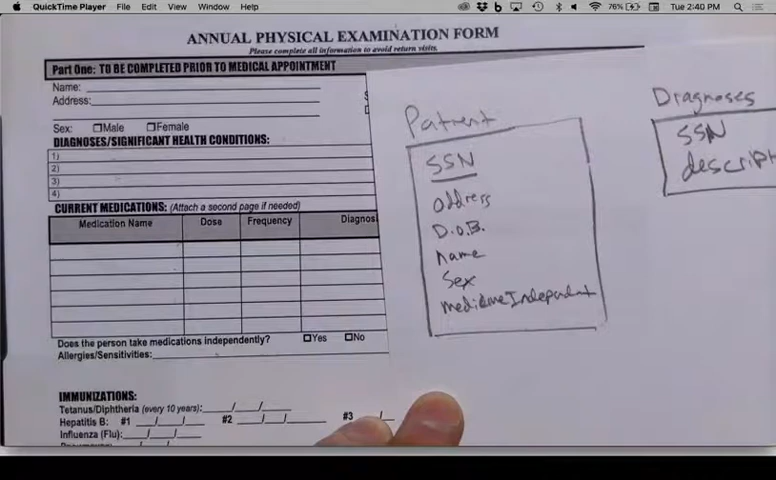 QuickTime Player File Edit View Window Help
76% Tue 2:40 PM
ANNUAL PHYSICAL EXAMINATION FORM
Please complete all information to avoid return visits.
Part One: TO BE COMPLETED PRIOR TO MEDICAL APPOINTMENT
Name:
Address:
Sex: Male Female
DIAGNOSES/SIGNIFICANT HEALTH CONDITIONS:
1)
2)
3)
4)
CURRENT MEDICATIONS: (Attach a second page if needed)
Medication Name Dose Frequency Diagnos
Does the person take medications independently? Yes No
Allergies/Sensitivities:
IMMUNIZATIONS:
Tetanus/Diphtheria (every 10 years): / /
Hepatitis B: #1 / / #2 / / #3 /
Influenza (Flu): / /
Patient
SSN
address
D.O.B.
name
Sex
medicineIndependent
Diagnoses
SSN
descript